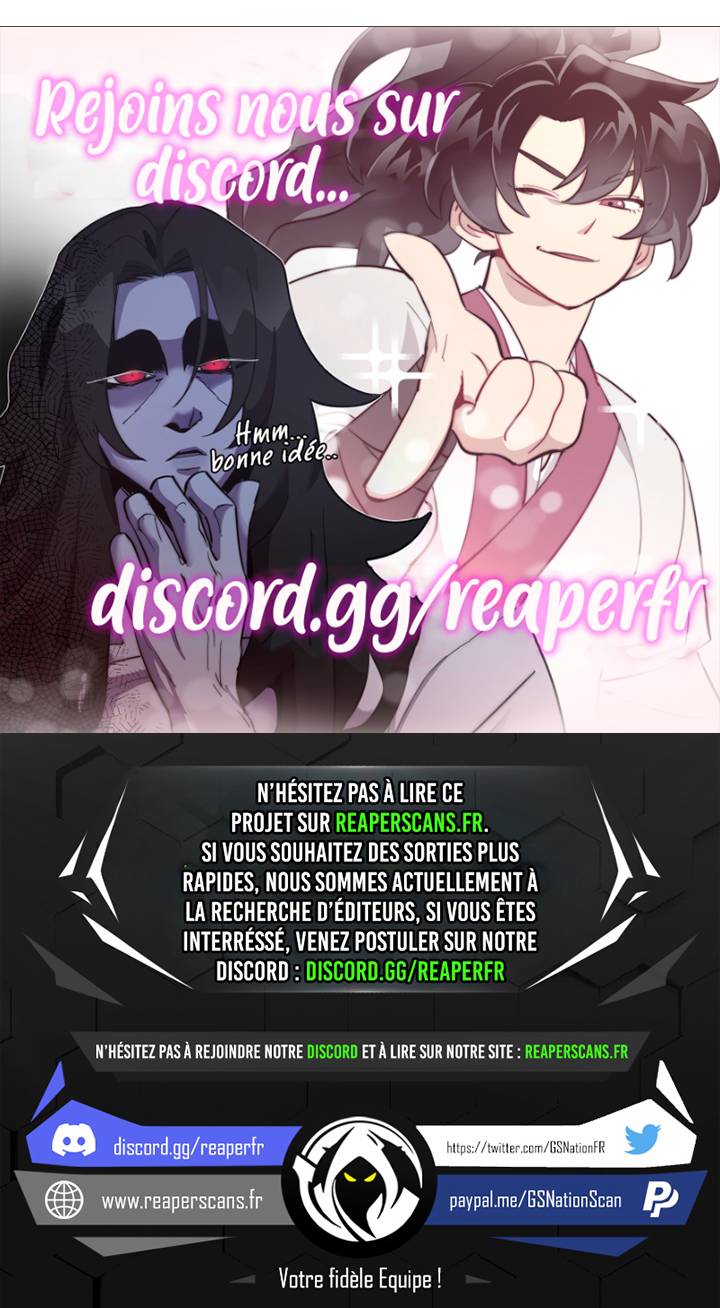 Rejoins nous sur
discord...
Hmm...
bonne idée..
discord.gg/reaperfr
N'HÉSITEZ PAS À LIRE CE
PROJET SUR REAPERSCANS.FR.
SI VOUS SOUHAITEZ DES SORTIES PLUS
RAPIDES, NOUS SOMMES ACTUELLEMENT À
LA RECHERCHE D'ÉDITEURS, SI VOUS ÊTES
INTERRÉSSÉ, VENEZ POSTULER SUR NOTRE
DISCORD : DISCORD.GG/REAPERFR
N'HÉSITEZ PAS À REJOINDRE NOTRE DISCORD ET À LIRE SUR NOTRE SITE : REAPERSCANS.FR
discord.gg/reaperfr
https://twitter.com/GSNationFR
www.reaperscans.fr
paypal.me/GSNationScan
Votre fidèle Equipe !